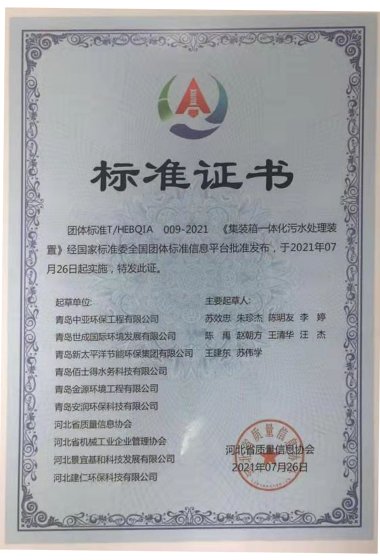 标准证书
团体标准T/HEBQIA 009-2021 《集装箱一体化污水处理装
置》经国家标准委全国团体标准信息平台批准发布，于2021年07
月26日起实施，特发此证。
起草单位：
青岛中亚环保工程有限公司
青岛世成国际环境发展有限公司
青岛新太平洋节能环保集团有限公司
青岛佰士得水务科技有限公司
青岛金源环境工程有限公司
青岛安润环保科技有限公司
河北省质量信息协会
河北省机械工业企业管理协会
河北景宜基和科技发展有限公司
河北建仁环保科技有限公司
主要起草人：
苏效忠 朱珍杰 陈明友 李 婷
陈 禹 赵朝方 王清华 汪 杰
王建东 苏伟学
河北省质量信息协会
2021年07月26日